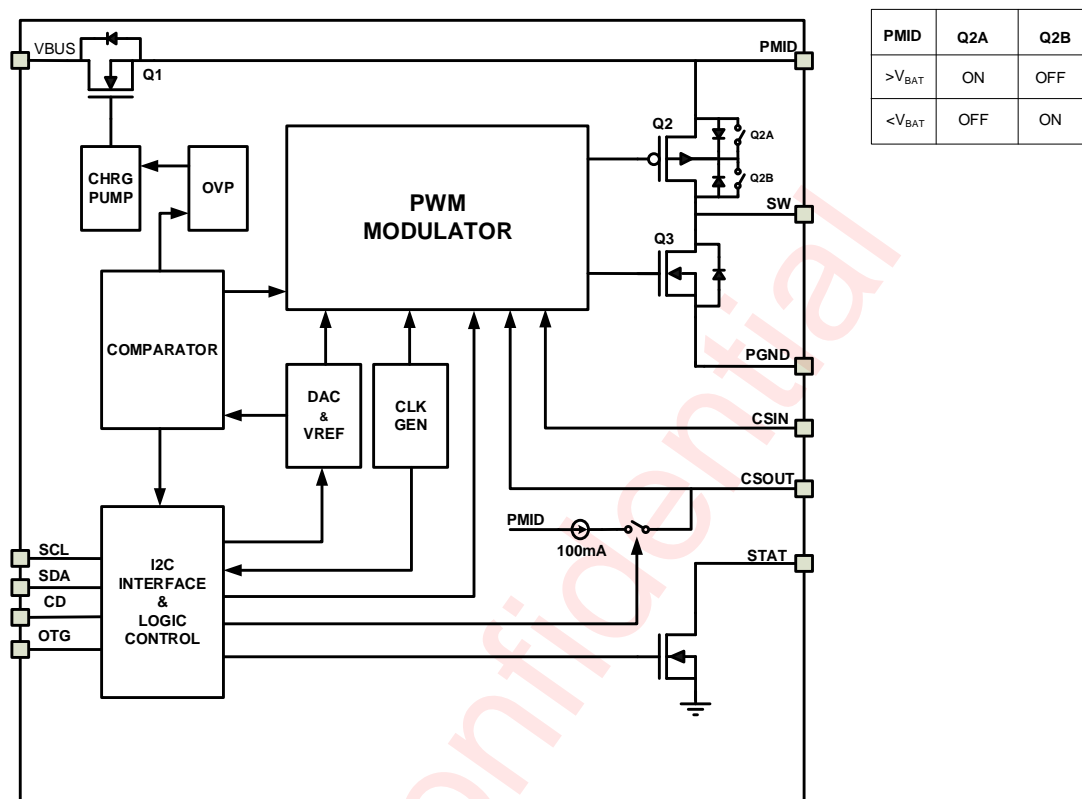 VBUS
Q1
PMID
CHRG
PUMP
OVP
PWM
MODULATOR
Q2
Q2A
Q2B
SW
Q3
COMPARATOR
PGND
DAC
&
VREF
CLK
GEN
CSIN
CSOUT
PMID
100mA
STAT
SCL
SDA
CD
OTG
I2C
INTERFACE
&
LOGIC
CONTROL
PMID Q2A Q2B
>VBAT ON OFF
<VBAT OFF ON
onfidential